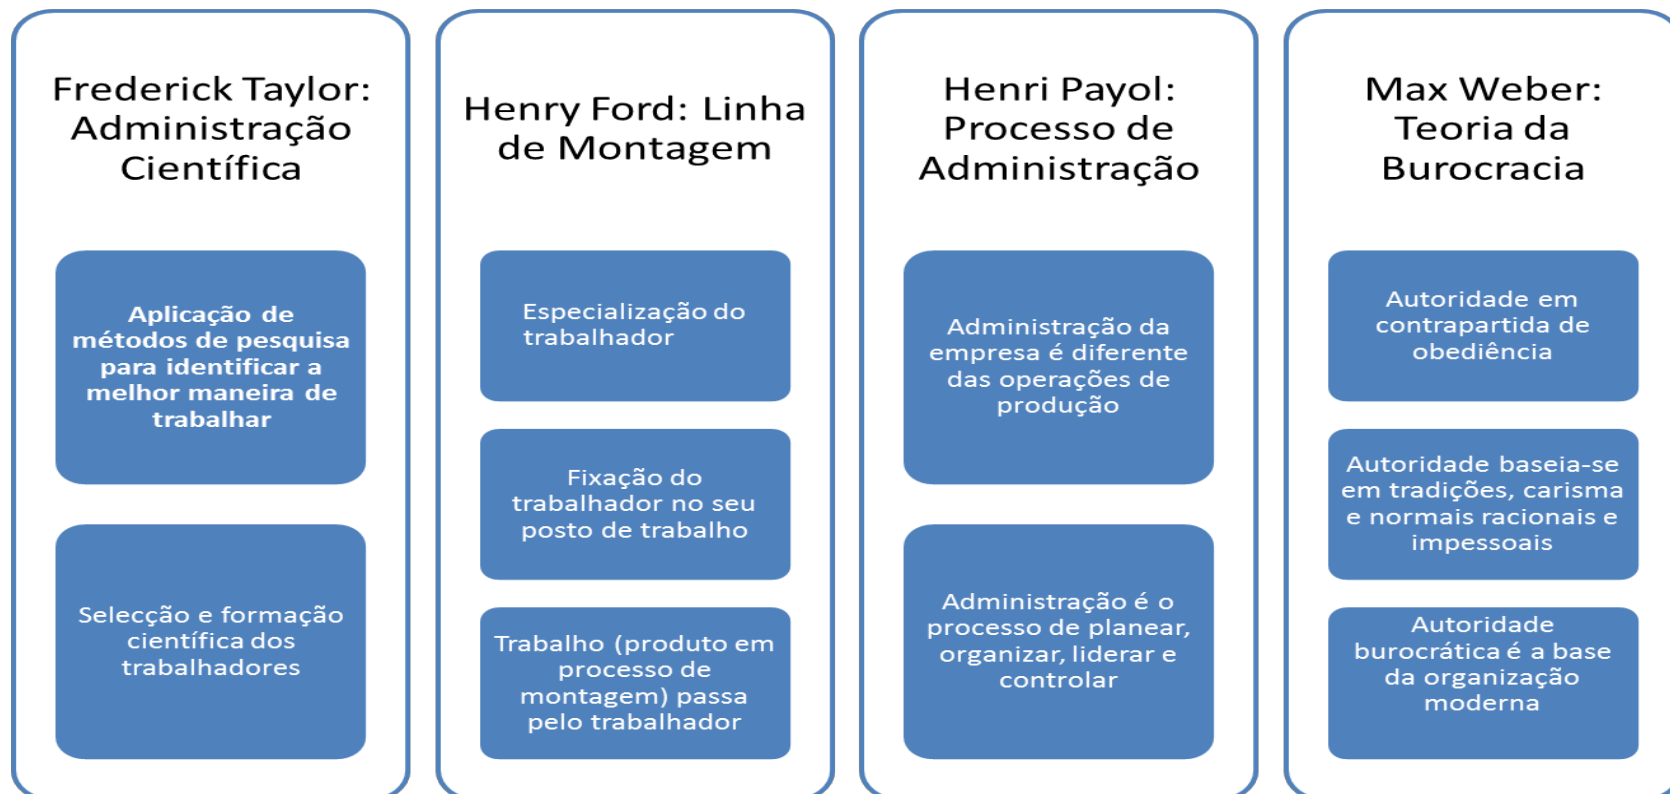 Frederick Taylor:
Administração
Científica
Aplicação de
métodos de pesquisa
para identificar a
melhor maneira de
trabalhar
Selecção e formação
científica dos
trabalhadores
Henry Ford: Linha
de Montagem
Especialização do
trabalhador
Fixação do
trabalhador no seu
posto de trabalho
Trabalho (produto em
processo de
montagem) passa
pelo trabalhador
Henri Payol:
Processo de
Administração
Administração da
empresa é diferente
das operações de
produção
Administração é o
processo de planear,
organizar, liderar e
controlar
Max Weber:
Teoria da
Burocracia
Autoridade em
contrapartida de
obediência
Autoridade baseia-se
em tradições, carisma
e normais racionais e
impessoais
Autoridade
burocrática é a base
da organização
moderna